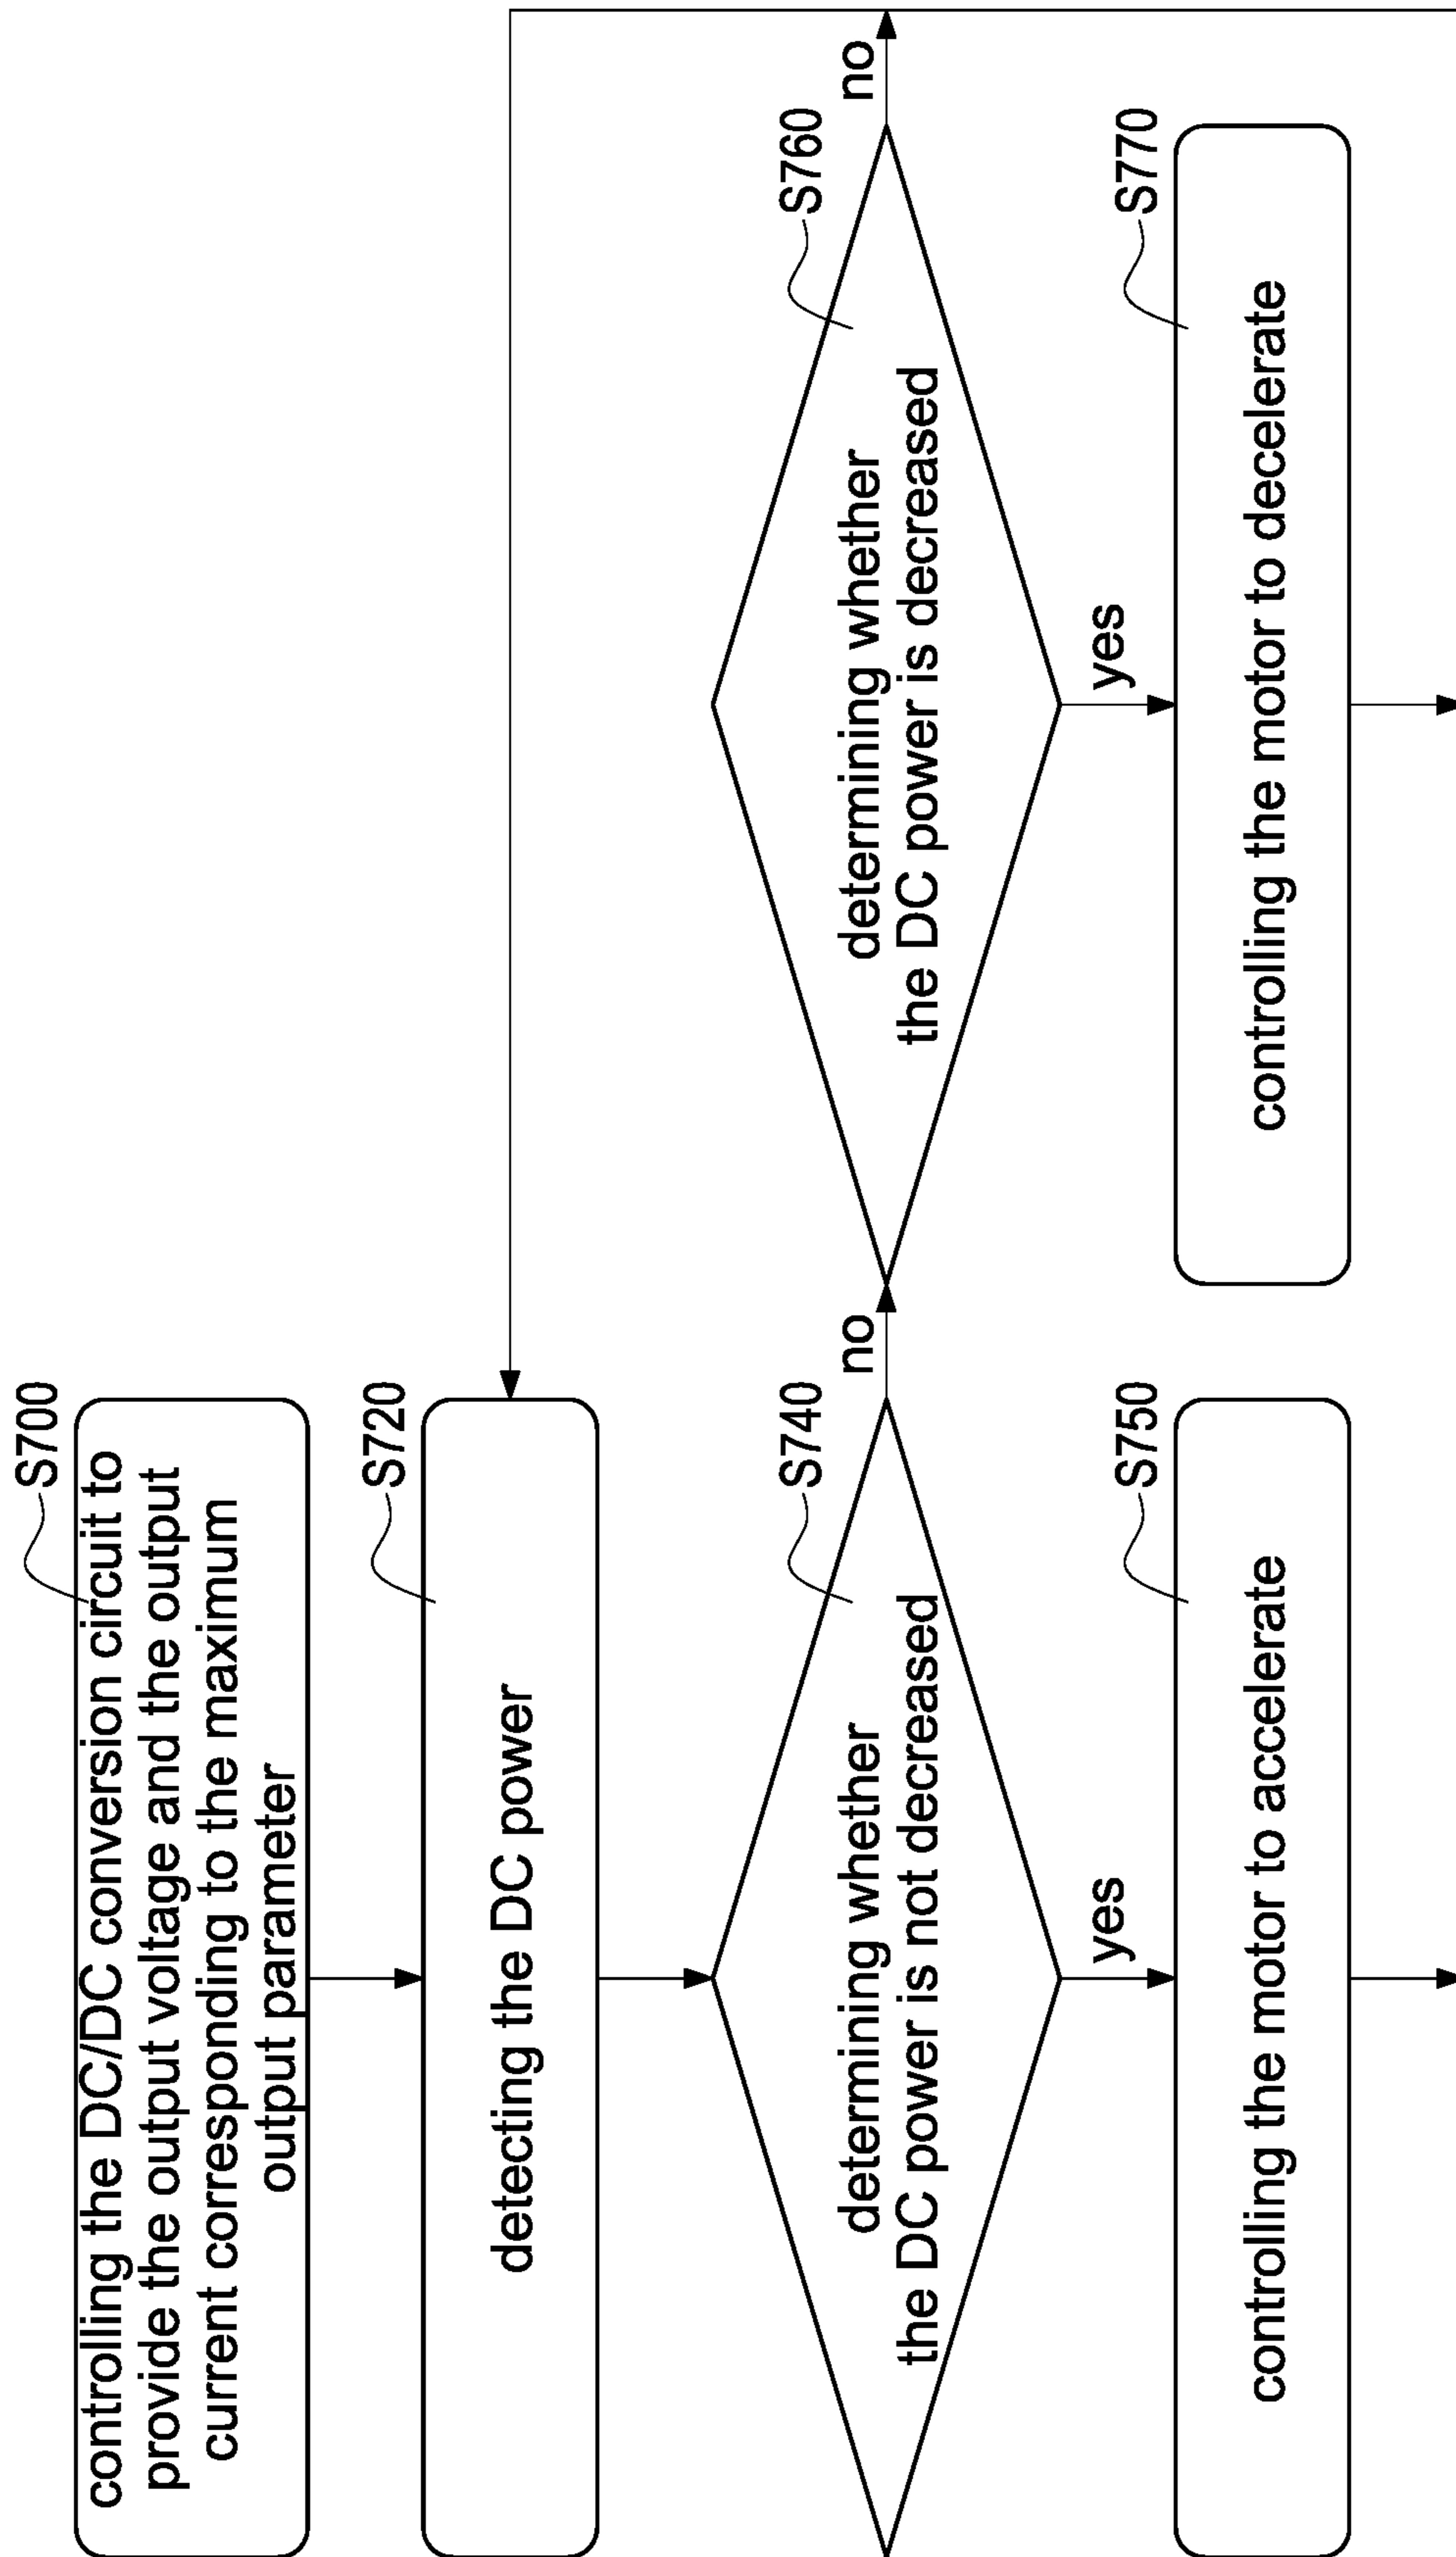 S700
controlling the DC/DC conversion circuit to
provide the output voltage and the output
current corresponding to the maximum
output parameter
S720
detecting the DC power
S740
determining whether
the DC power is not decreased
no
yes
S750
controlling the motor to accelerate
S760
determining whether
the DC power is decreased
no
yes
S770
controlling the motor to decelerate